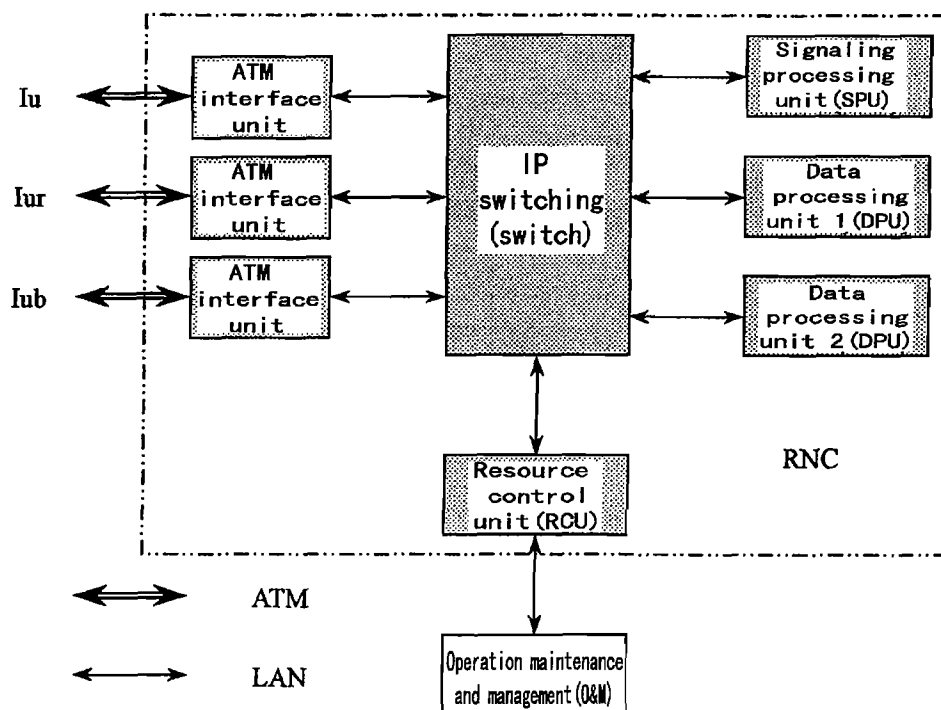 Iu
ATM
interface
unit
Iur
ATM
interface
unit
Iub
ATM
interface
unit
IP
switching
(switch)
Signaling
processing
unit(SPU)
Data
processing
unit 1(DPU)
Data
processing
unit 2(DPU)
Resource
control
unit(RCU)
RNC
ATM
LAN
Operation maintenance
and management(O&M)